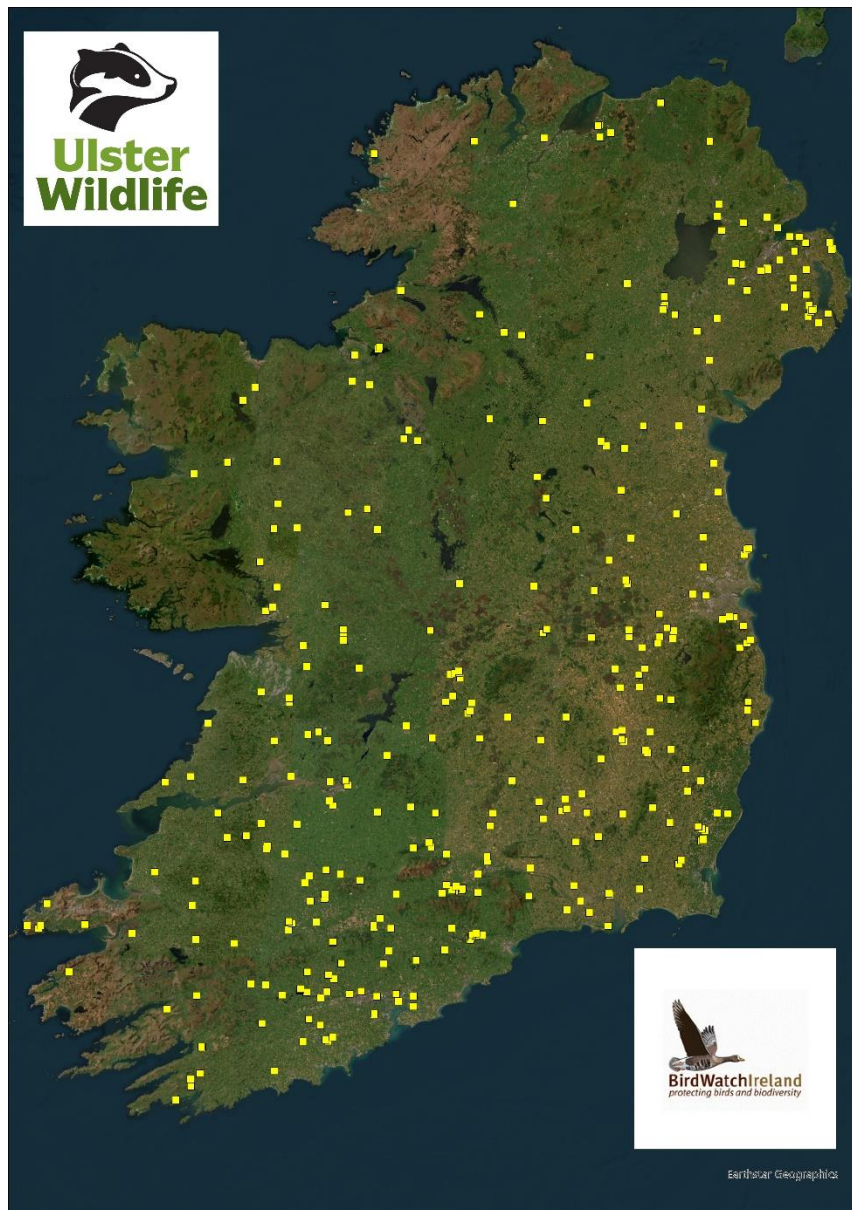 Ulster
Wildlife
BirdWatchIreland
protecting birds and biodiversity
Earthstar Geographics